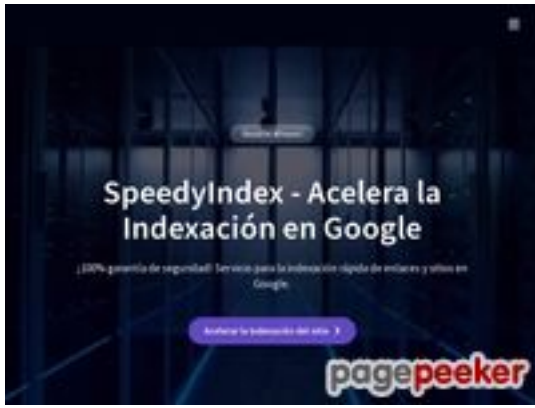 SpeedyIndex - Acelera la
Indexación en Google
¡100% garantía de seguridad! Servicio para la indexación rápida de enlaces y sitios en
Google.
Acelerar la indexación del sitio
pagepeeker